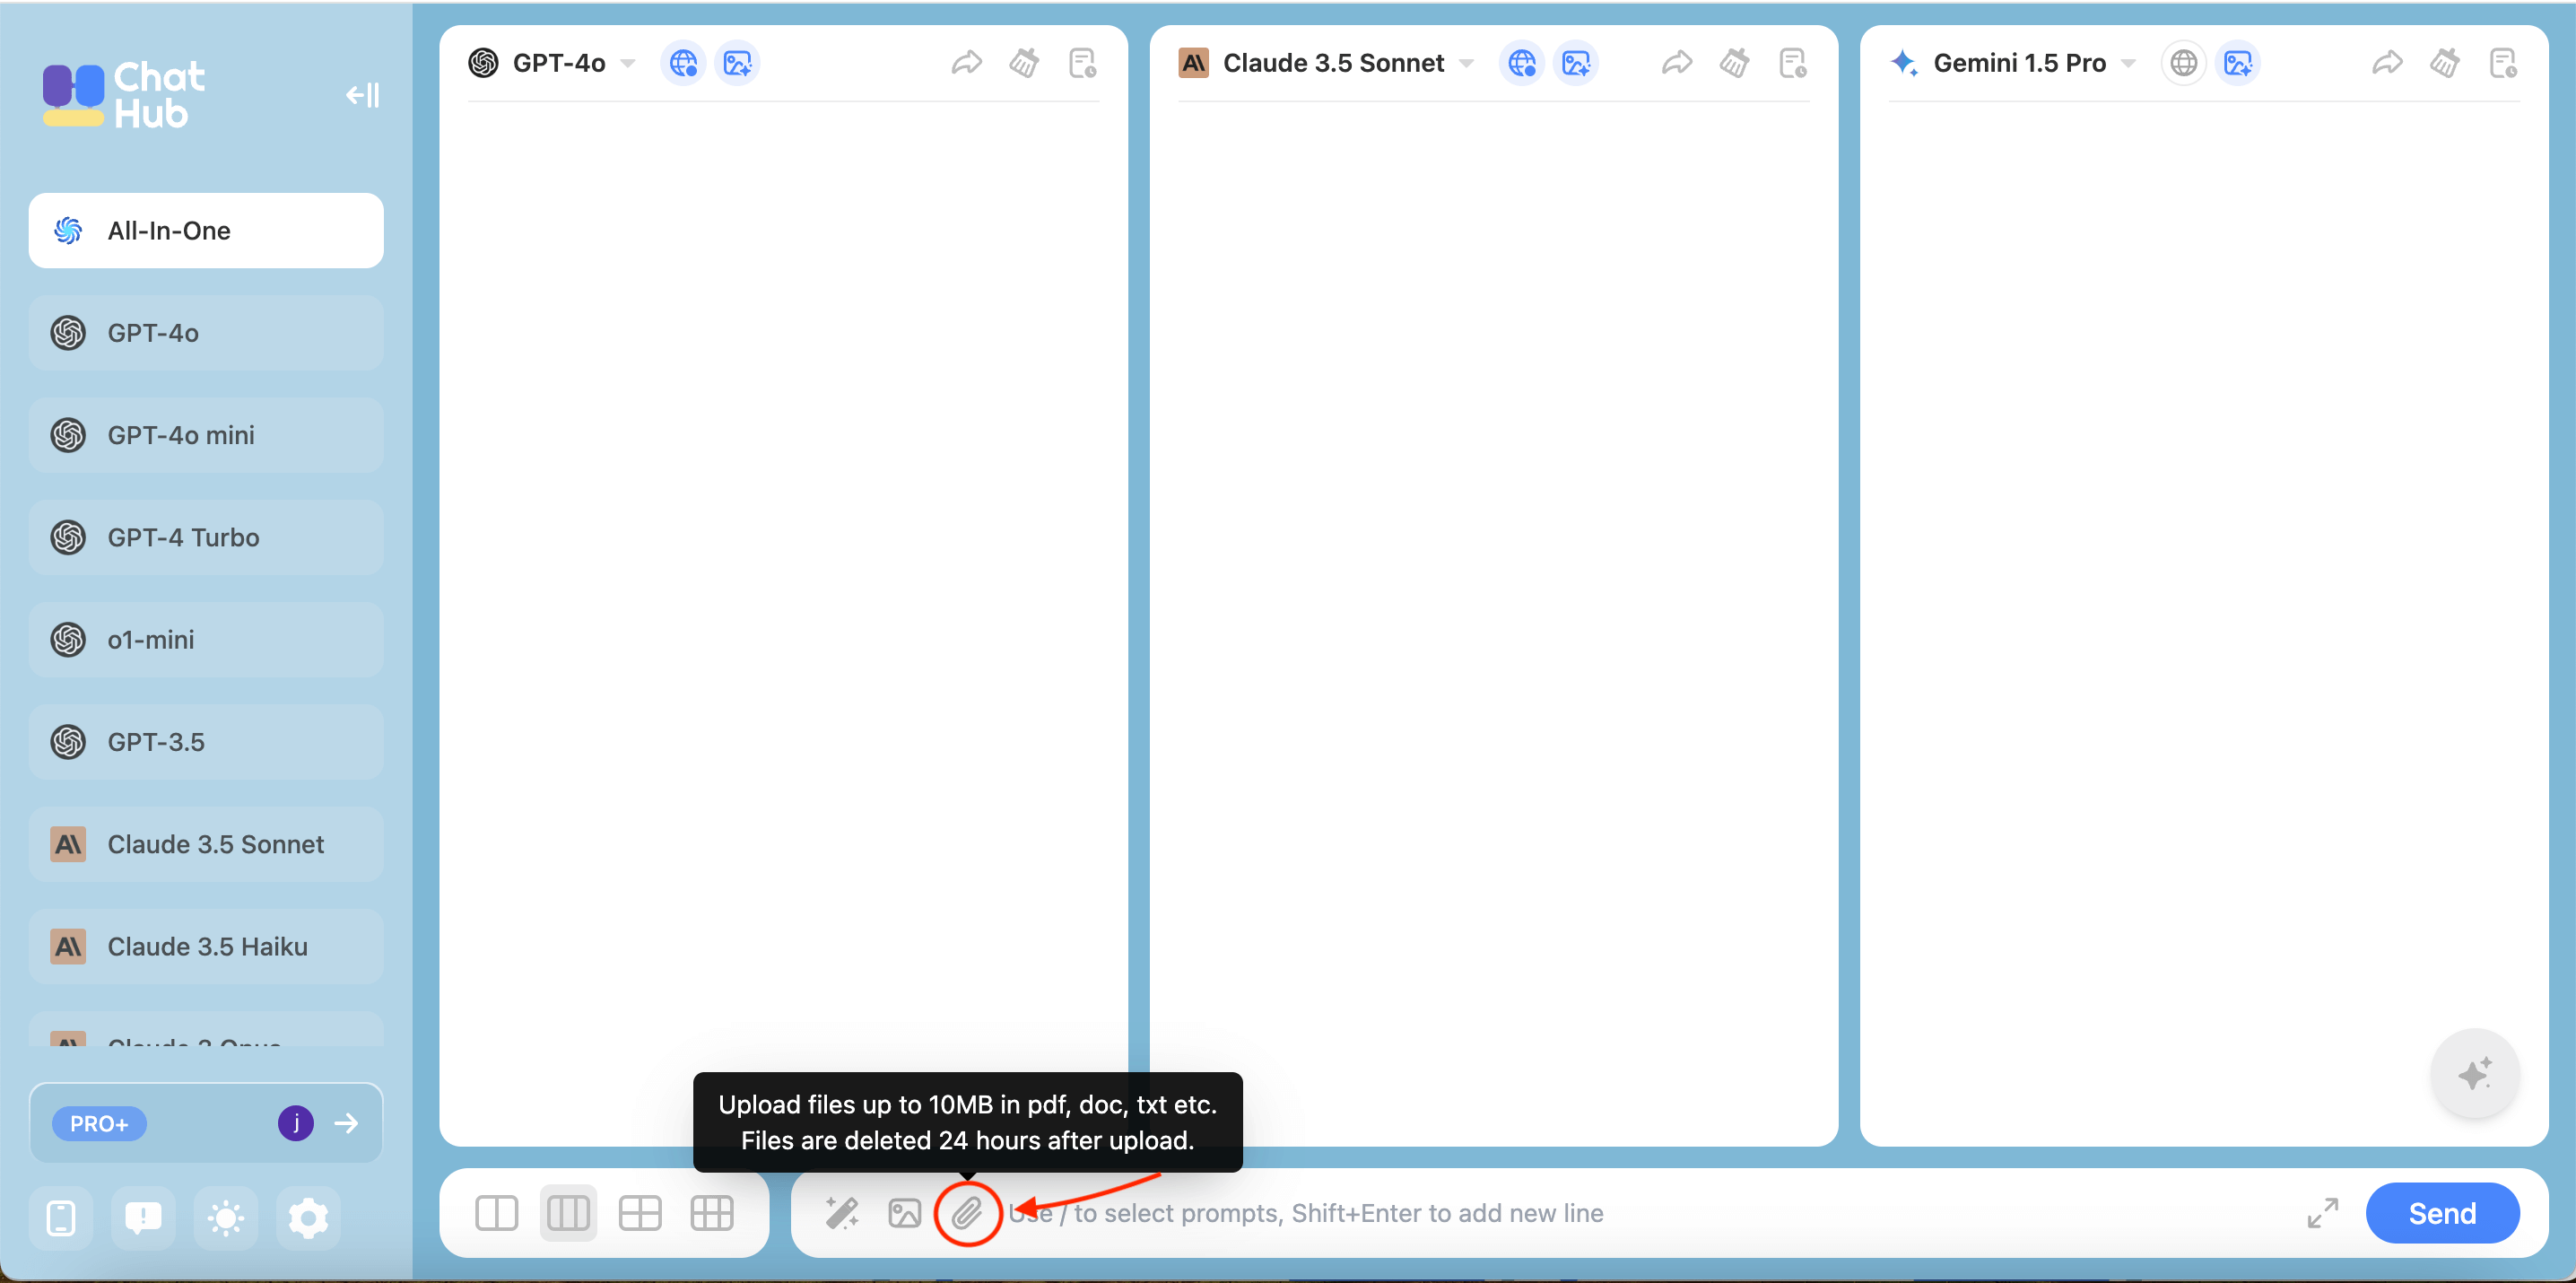 Chat
Hub
All-In-One
GPT-4o
GPT-4o mini
GPT-4 Turbo
o1-mini
GPT-3.5
Claude 3.5 Sonnet
Claude 3.5 Haiku
Claude 3 Opus
PRO+
j
GPT-4o
Claude 3.5 Sonnet
Gemini 1.5 Pro
Upload files up to 10MB in pdf, doc, txt etc.
Files are deleted 24 hours after upload.
Use / to select prompts, Shift+Enter to add new line
Send